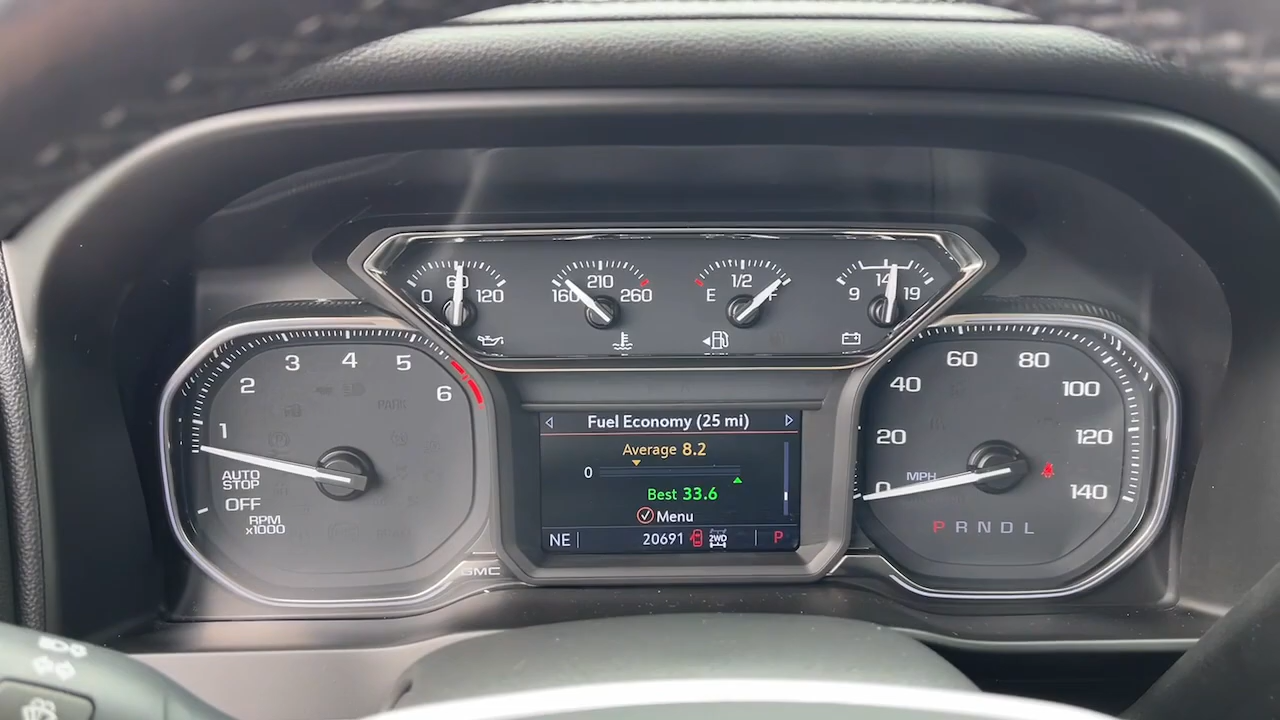 0 60 120
160 210 260
E 1/2 F
9 14 19
1 2 3 4 5 6
AUTO
STOP
OFF
RPM
x1000
GMC
Fuel Economy (25 mi)
Average 8.2
0
Best 33.6
Menu
NE 20691 2WD P
0 20 40 60 80 100 120 140
MPH
P R N D L